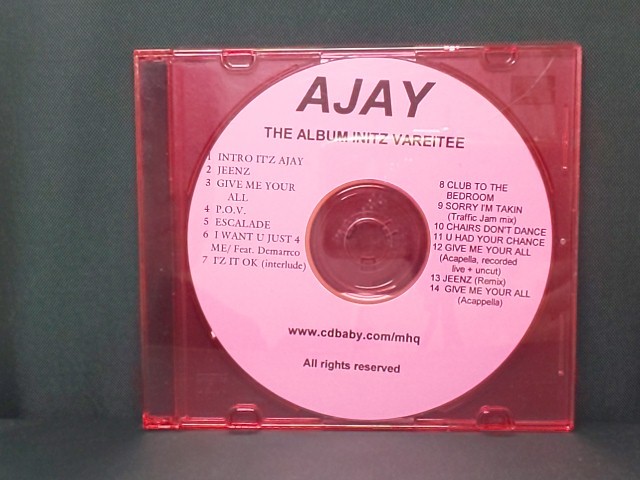 AJAY
THE ALBUM INITZ VAREITEE
1 INTRO IT'Z AJAY
2 JEENZ
3 GIVE ME YOUR
ALL
4 P.O.V.
5 ESCALADE
6 I WANT U JUST 4
ME/ Feat. Demarrco
7 I'Z IT OK (interlude)
8 CLUB TO THE
BEDROOM
9 SORRY I'M TAKIN
(Traffic Jam mix)
10 CHAIRS DON'T DANCE
11 U HAD YOUR CHANCE
12 GIVE ME YOUR ALL
(Acapella, recorded
live + uncut)
13 JEENZ (Remix)
14 GIVE ME YOUR ALL
(Acappella)
www.cdbaby.com/mhq
All rights reserved